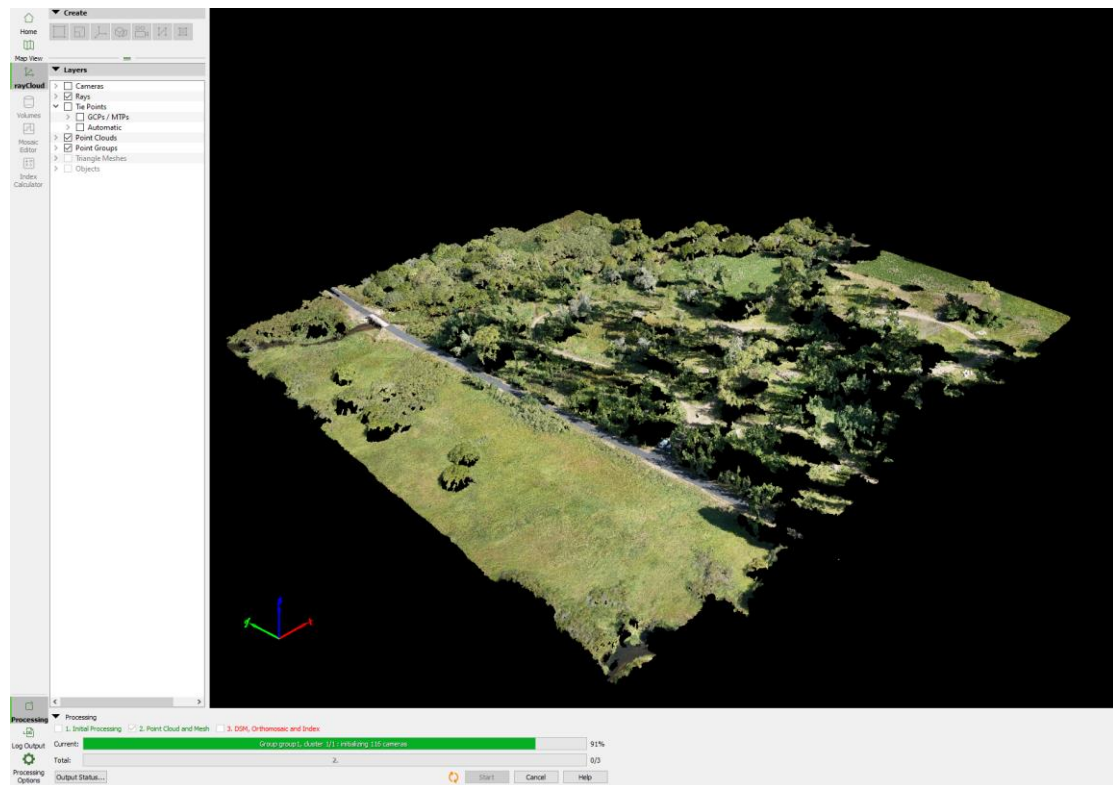 Home
Map View
rayCloud
Volumes
Mosaic
Editor
Index
Calculator
Create
Layers
Cameras
Rays
Tie Points
GCPs / MTPs
Automatic
Point Clouds
Point Groups
Triangle Meshes
Objects
Processing
Log Output
Processing
Options
Processing
1. Initial Processing 2. Point Cloud and Mesh 3. DSM, Orthomosaic and Index
Current: Group group1, cluster 1/1 : initializing 115 cameras 91%
Total: 2. 0/3
Output Status... Start Cancel Help